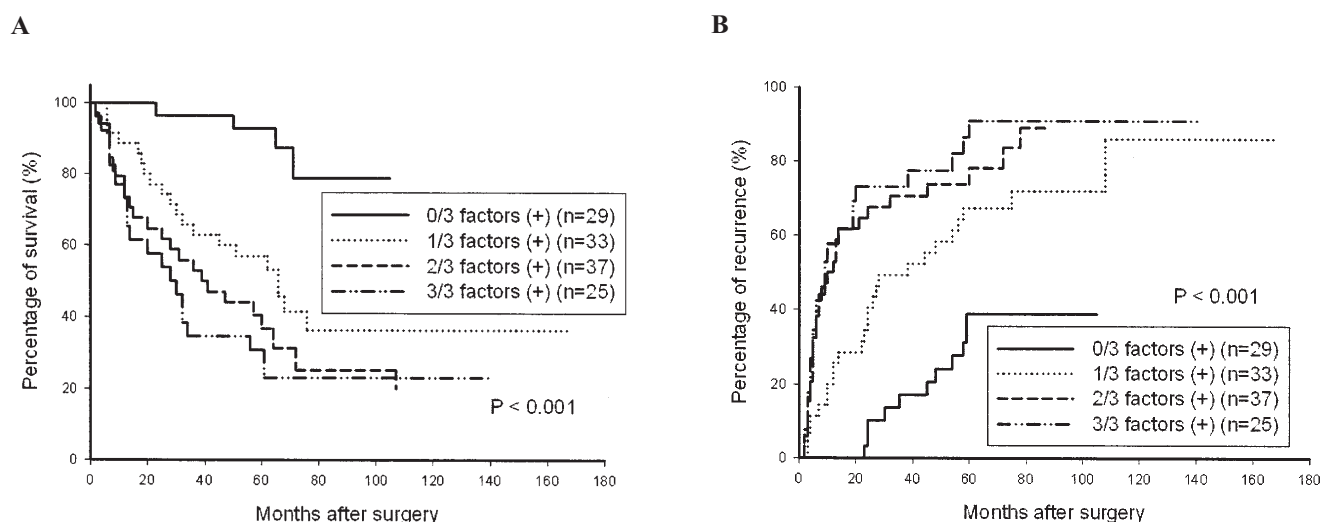 A
Percentage of survival (%)
100
80
60
40
20
0
0/3 factors (+) (n=29)
1/3 factors (+) (n=33)
2/3 factors (+) (n=37)
3/3 factors (+) (n=25)
P < 0.001
0 20 40 60 80 100 120 140 160 180
Months after surgery
B
Percentage of recurrence (%)
100
80
60
40
20
0
P < 0.001
0/3 factors (+) (n=29)
1/3 factors (+) (n=33)
2/3 factors (+) (n=37)
3/3 factors (+) (n=25)
0 20 40 60 80 100 120 140 160 180
Months after surgery